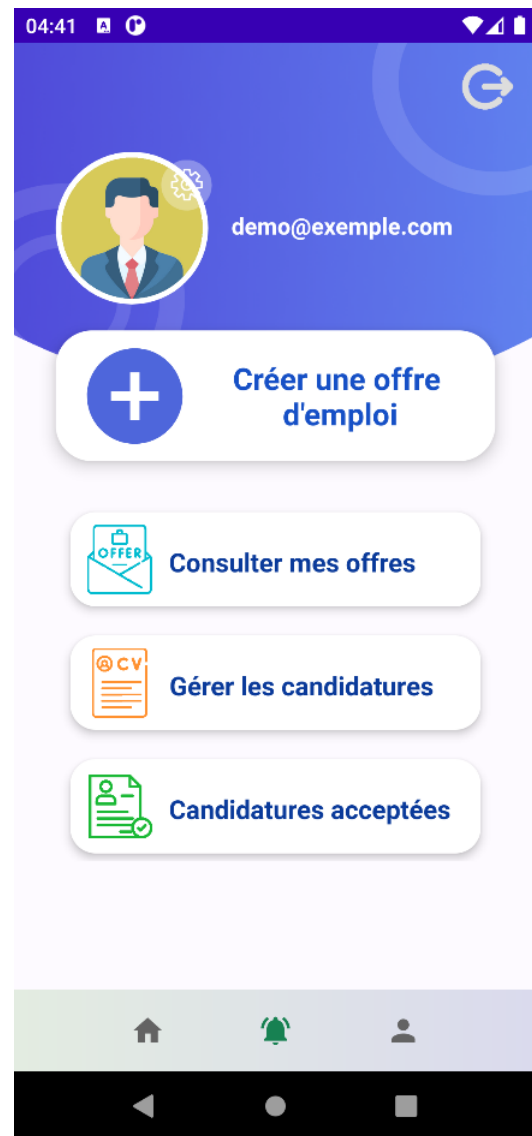 04:41
demo@exemple.com
Créer une offre
d'emploi
OFFER
Consulter mes offres
CV
Gérer les candidatures
Candidatures acceptées